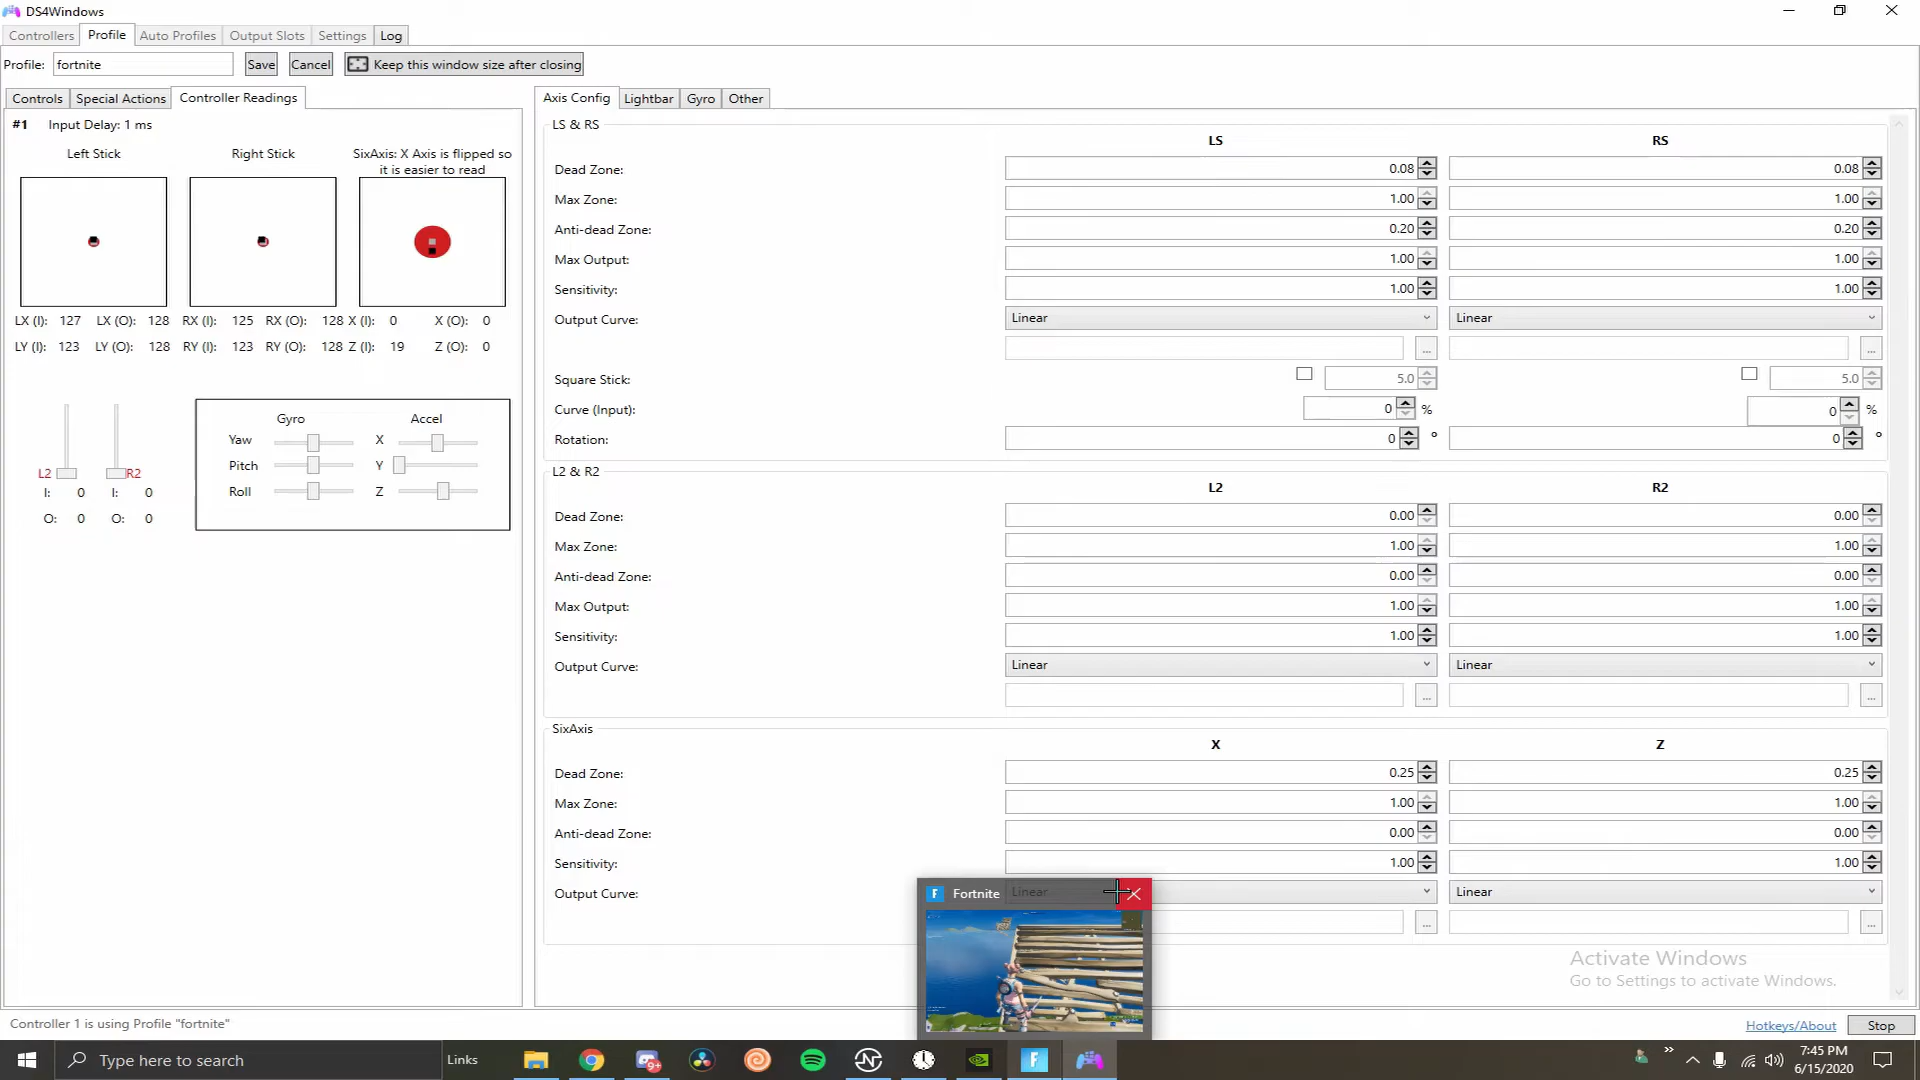 DS4Windows
Controllers Profile Auto Profiles Output Slots Settings Log
Profile: fortnite Save Cancel Keep this window size after closing
Controls Special Actions Controller Readings
#1 Input Delay: 1 ms
Left Stick Right Stick SixAxis: X Axis is flipped so
it is easier to read
LX (I): 127 LX (O): 128 RX (I): 125 RX (O): 128 X (I): 0 X (O): 0
LY (I): 123 LY (O): 128 RY (I): 123 RY (O): 128 Z (I): 19 Z (O): 0
Gyro Accel
Yaw X
Pitch Y
Roll Z
L2 R2
I: 0 I: 0
O: 0 O: 0
Axis Config Lightbar Gyro Other
LS & RS
LS RS
Dead Zone: 0.08 0.08
Max Zone: 1.00 1.00
Anti-dead Zone: 0.20 0.20
Max Output: 1.00 1.00
Sensitivity: 1.00 1.00
Output Curve: Linear Linear
... ...
Square Stick: 5.0 5.0
Curve (Input): 0 % 0 %
Rotation: 0 ° 0 °
L2 & R2
L2 R2
Dead Zone: 0.00 0.00
Max Zone: 1.00 1.00
Anti-dead Zone: 0.00 0.00
Max Output: 1.00 1.00
Sensitivity: 1.00 1.00
Output Curve: Linear Linear
... ...
SixAxis
X Z
Dead Zone: 0.25 0.25
Max Zone: 1.00 1.00
Anti-dead Zone: 0.00 0.00
Sensitivity: 1.00 1.00
Output Curve: Linear Linear
... ...
F Fortnite
Activate Windows
Go to Settings to activate Windows.
Controller 1 is using Profile "fortnite"
Hotkeys/About Stop
Type here to search Links 9+ F
7:45 PM
6/15/2020